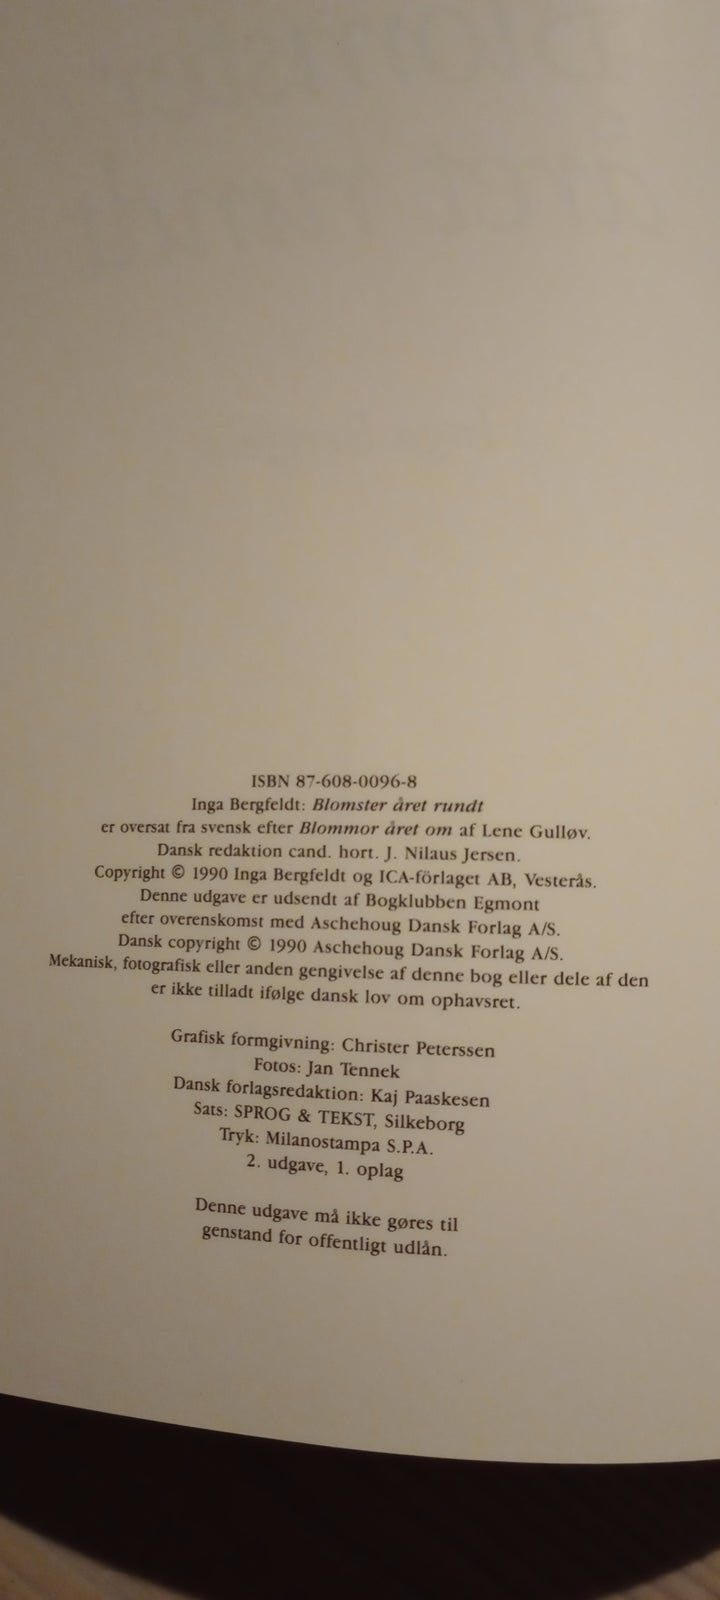 ISBN 87-608-0096-8
Inga Bergfeldt: Blomster året rundt
er oversat fra svensk efter Blommor året om af Lene Gulløv.
Dansk redaktion cand. hort. J. Nilaus Jersen.
Copyright © 1990 Inga Bergfeldt og ICA-förlaget AB, Vesterås.
Denne udgave er udsendt af Bogklubben Egmont
efter overenskomst med Aschehoug Dansk Forlag A/S.
Dansk copyright © 1990 Aschehoug Dansk Forlag A/S.
Mekanisk, fotografisk eller anden gengivelse af denne bog eller dele af den
er ikke tilladt ifølge dansk lov om ophavsret.
Grafisk formgivning: Christer Peterssen
Fotos: Jan Tennek
Dansk forlagsredaktion: Kaj Paaskesen
Sats: SPROG & TEKST, Silkeborg
Tryk: Milanostampa S.P.A.
2. udgave, 1. oplag
Denne udgave må ikke gøres til
genstand for offentligt udlån.